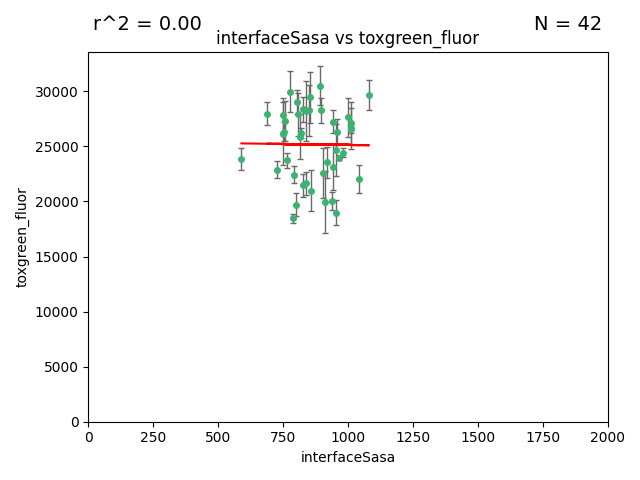 r^2 = 0.00
N = 42
interfaceSasa vs toxgreen_fluor
toxgreen_fluor
30000
25000
20000
15000
10000
5000
0
0 250 500 750 1000 1250 1500 1750 2000
interfaceSasa